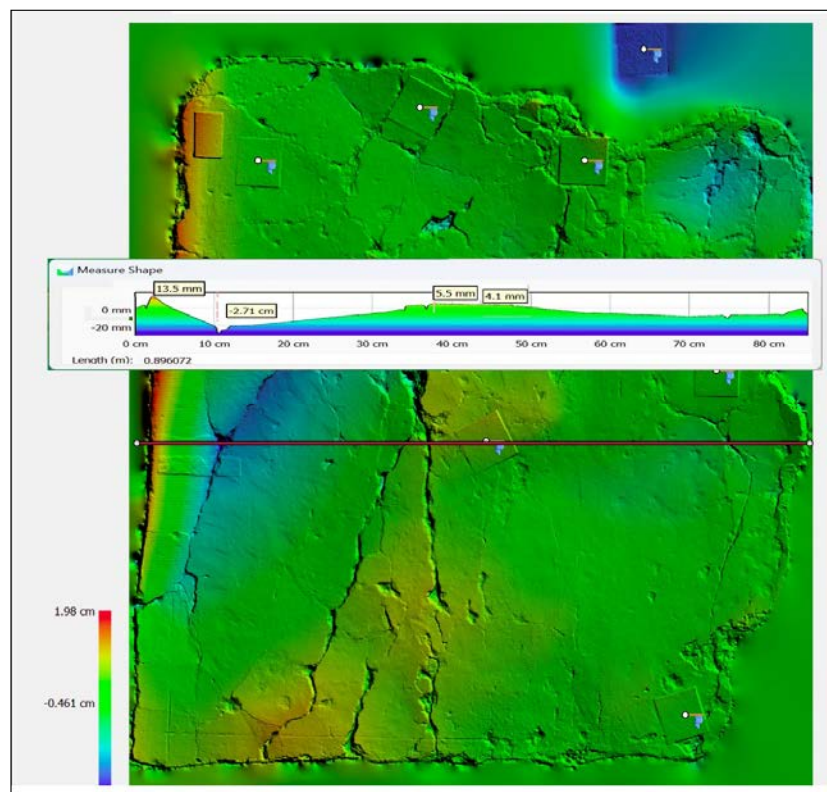 Measure Shape
13.5 mm
5.5 mm
4.1 mm
-2.71 cm
0 mm
-20 mm
0 cm 10 cm 20 cm 30 cm 40 cm 50 cm 60 cm 70 cm 80 cm
Length (m): 0.896072
1.98 cm
-0.461 cm